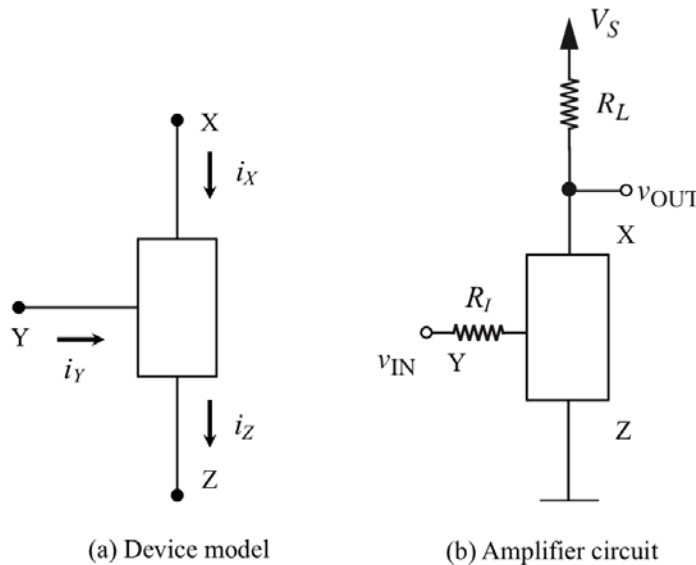 X
i_X
Y
i_Y
i_Z
Z
(a) Device model
V_S
R_L
v_OUT
X
R_I
v_IN
Y
Z
(b) Amplifier circuit